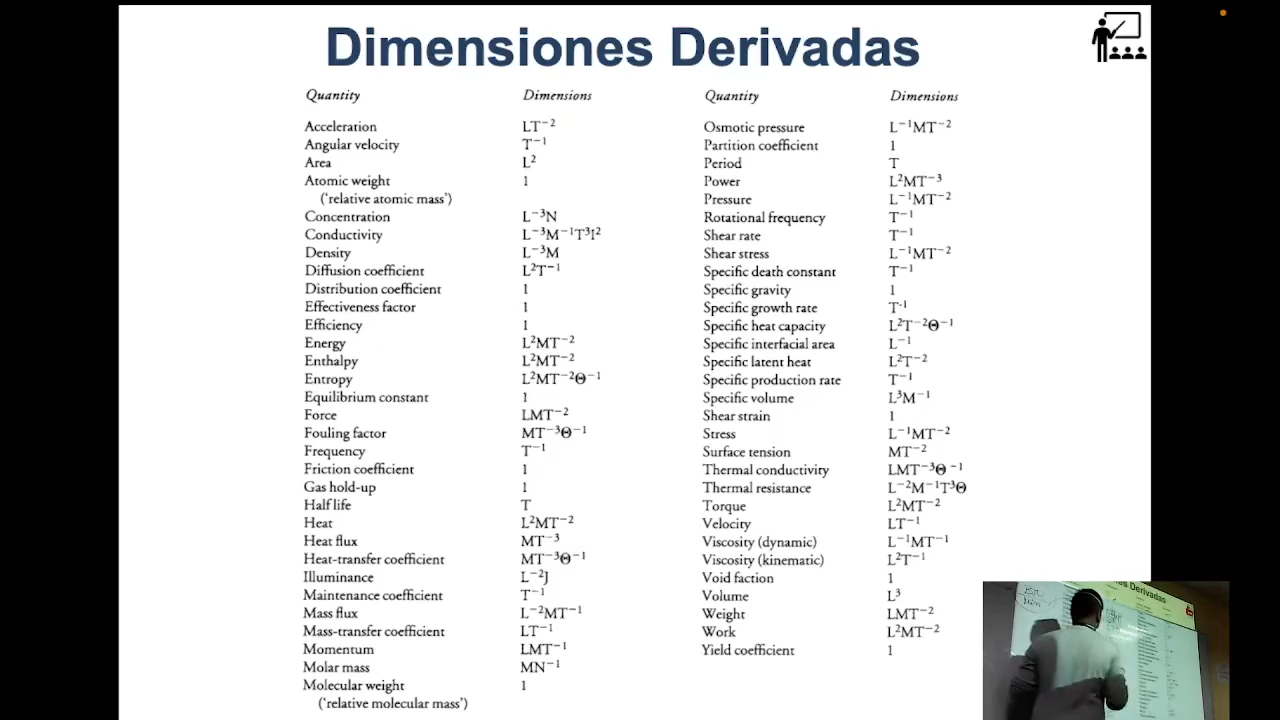 Dimensiones Derivadas
Quantity Dimensions
Acceleration LT⁻²
Angular velocity T⁻¹
Area L²
Atomic weight 1
('relative atomic mass')
Concentration L⁻³N
Conductivity L⁻³M⁻¹T³I²
Density L⁻³M
Diffusion coefficient L²T⁻¹
Distribution coefficient 1
Effectiveness factor 1
Efficiency 1
Energy L²MT⁻²
Enthalpy L²MT⁻²
Entropy L²MT⁻²Θ⁻¹
Equilibrium constant 1
Force LMT⁻²
Fouling factor MT⁻³Θ⁻¹
Frequency T⁻¹
Friction coefficient 1
Gas hold-up 1
Half life T
Heat L²MT⁻²
Heat flux MT⁻³
Heat-transfer coefficient MT⁻³Θ⁻¹
Illuminance L⁻²J
Maintenance coefficient T⁻¹
Mass flux L⁻²MT⁻¹
Mass-transfer coefficient LT⁻¹
Momentum LMT⁻¹
Molar mass MN⁻¹
Molecular weight 1
('relative molecular mass')
Quantity Dimensions
Osmotic pressure L⁻¹MT⁻²
Partition coefficient 1
Period T
Power L²MT⁻³
Pressure L⁻¹MT⁻²
Rotational frequency T⁻¹
Shear rate T⁻¹
Shear stress L⁻¹MT⁻²
Specific death constant T⁻¹
Specific gravity 1
Specific growth rate T⁻¹
Specific heat capacity L²T⁻²Θ⁻¹
Specific interfacial area L⁻¹
Specific latent heat L²T⁻²
Specific production rate T⁻¹
Specific volume L³M⁻¹
Shear strain 1
Stress L⁻¹MT⁻²
Surface tension MT⁻²
Thermal conductivity LMT⁻³Θ⁻¹
Thermal resistance L⁻²M⁻¹T³Θ
Torque L²MT⁻²
Velocity LT⁻¹
Viscosity (dynamic) L⁻¹MT⁻¹
Viscosity (kinematic) L²T⁻¹
Void faction 1
Volume L³
Weight LMT⁻²
Work L²MT⁻²
Yield coefficient 1
Derivadas